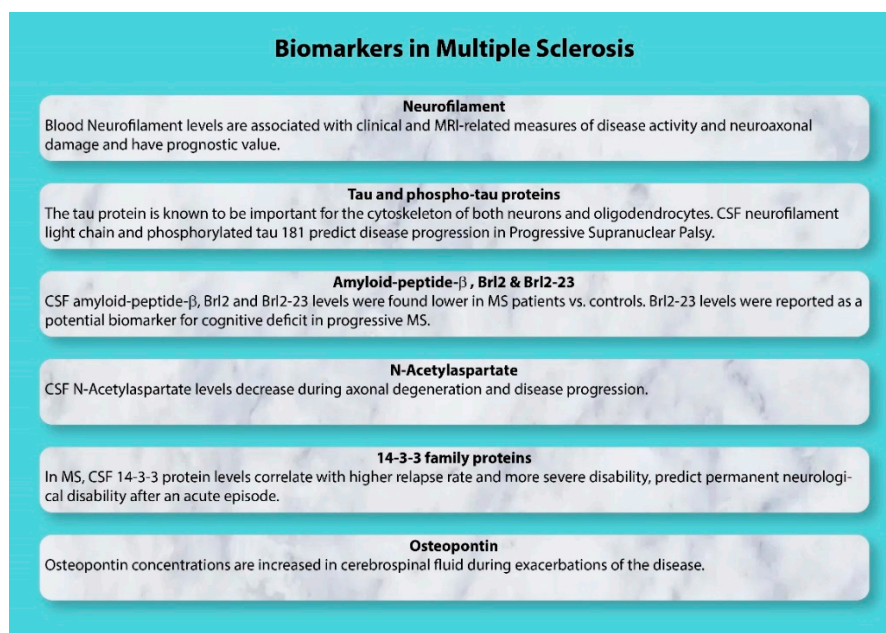 Biomarkers in Multiple Sclerosis
Neurofilament
Blood Neurofilament levels are associated with clinical and MRI-related measures of disease activity and neuroaxonal
damage and have prognostic value.
Tau and phospho-tau proteins
The tau protein is known to be important for the cytoskeleton of both neurons and oligodendrocytes. CSF neurofilament
light chain and phosphorylated tau 181 predict disease progression in Progressive Supranuclear Palsy.
Amyloid-peptide-β , Brl2 & Brl2-23
CSF amyloid-peptide-β, Brl2 and Brl2-23 levels were found lower in MS patients vs. controls. Brl2-23 levels were reported as a
potential biomarker for cognitive deficit in progressive MS.
N-Acetylaspartate
CSF N-Acetylaspartate levels decrease during axonal degeneration and disease progression.
14-3-3 family proteins
In MS, CSF 14-3-3 protein levels correlate with higher relapse rate and more severe disability, predict permanent neurologi-
cal disability after an acute episode.
Osteopontin
Osteopontin concentrations are increased in cerebrospinal fluid during exacerbations of the disease.